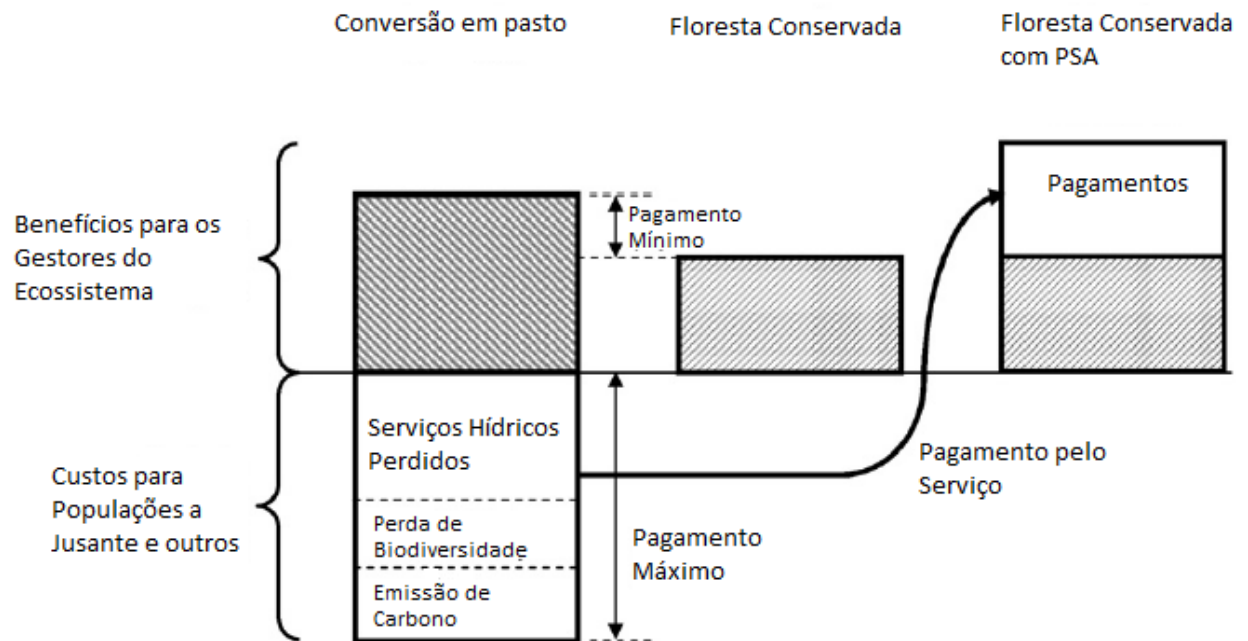 Conversão em pasto
Floresta Conservada
Floresta Conservada
com PSA
Benefícios para os
Gestores do
Ecossistema
Pagamento
Mínimo
Pagamentos
Custos para
Populações a
Jusante e outros
Serviços Hídricos
Perdidos
Perda de
Biodiversidade
Emissão de
Carbono
Pagamento
Máximo
Pagamento pelo
Serviço